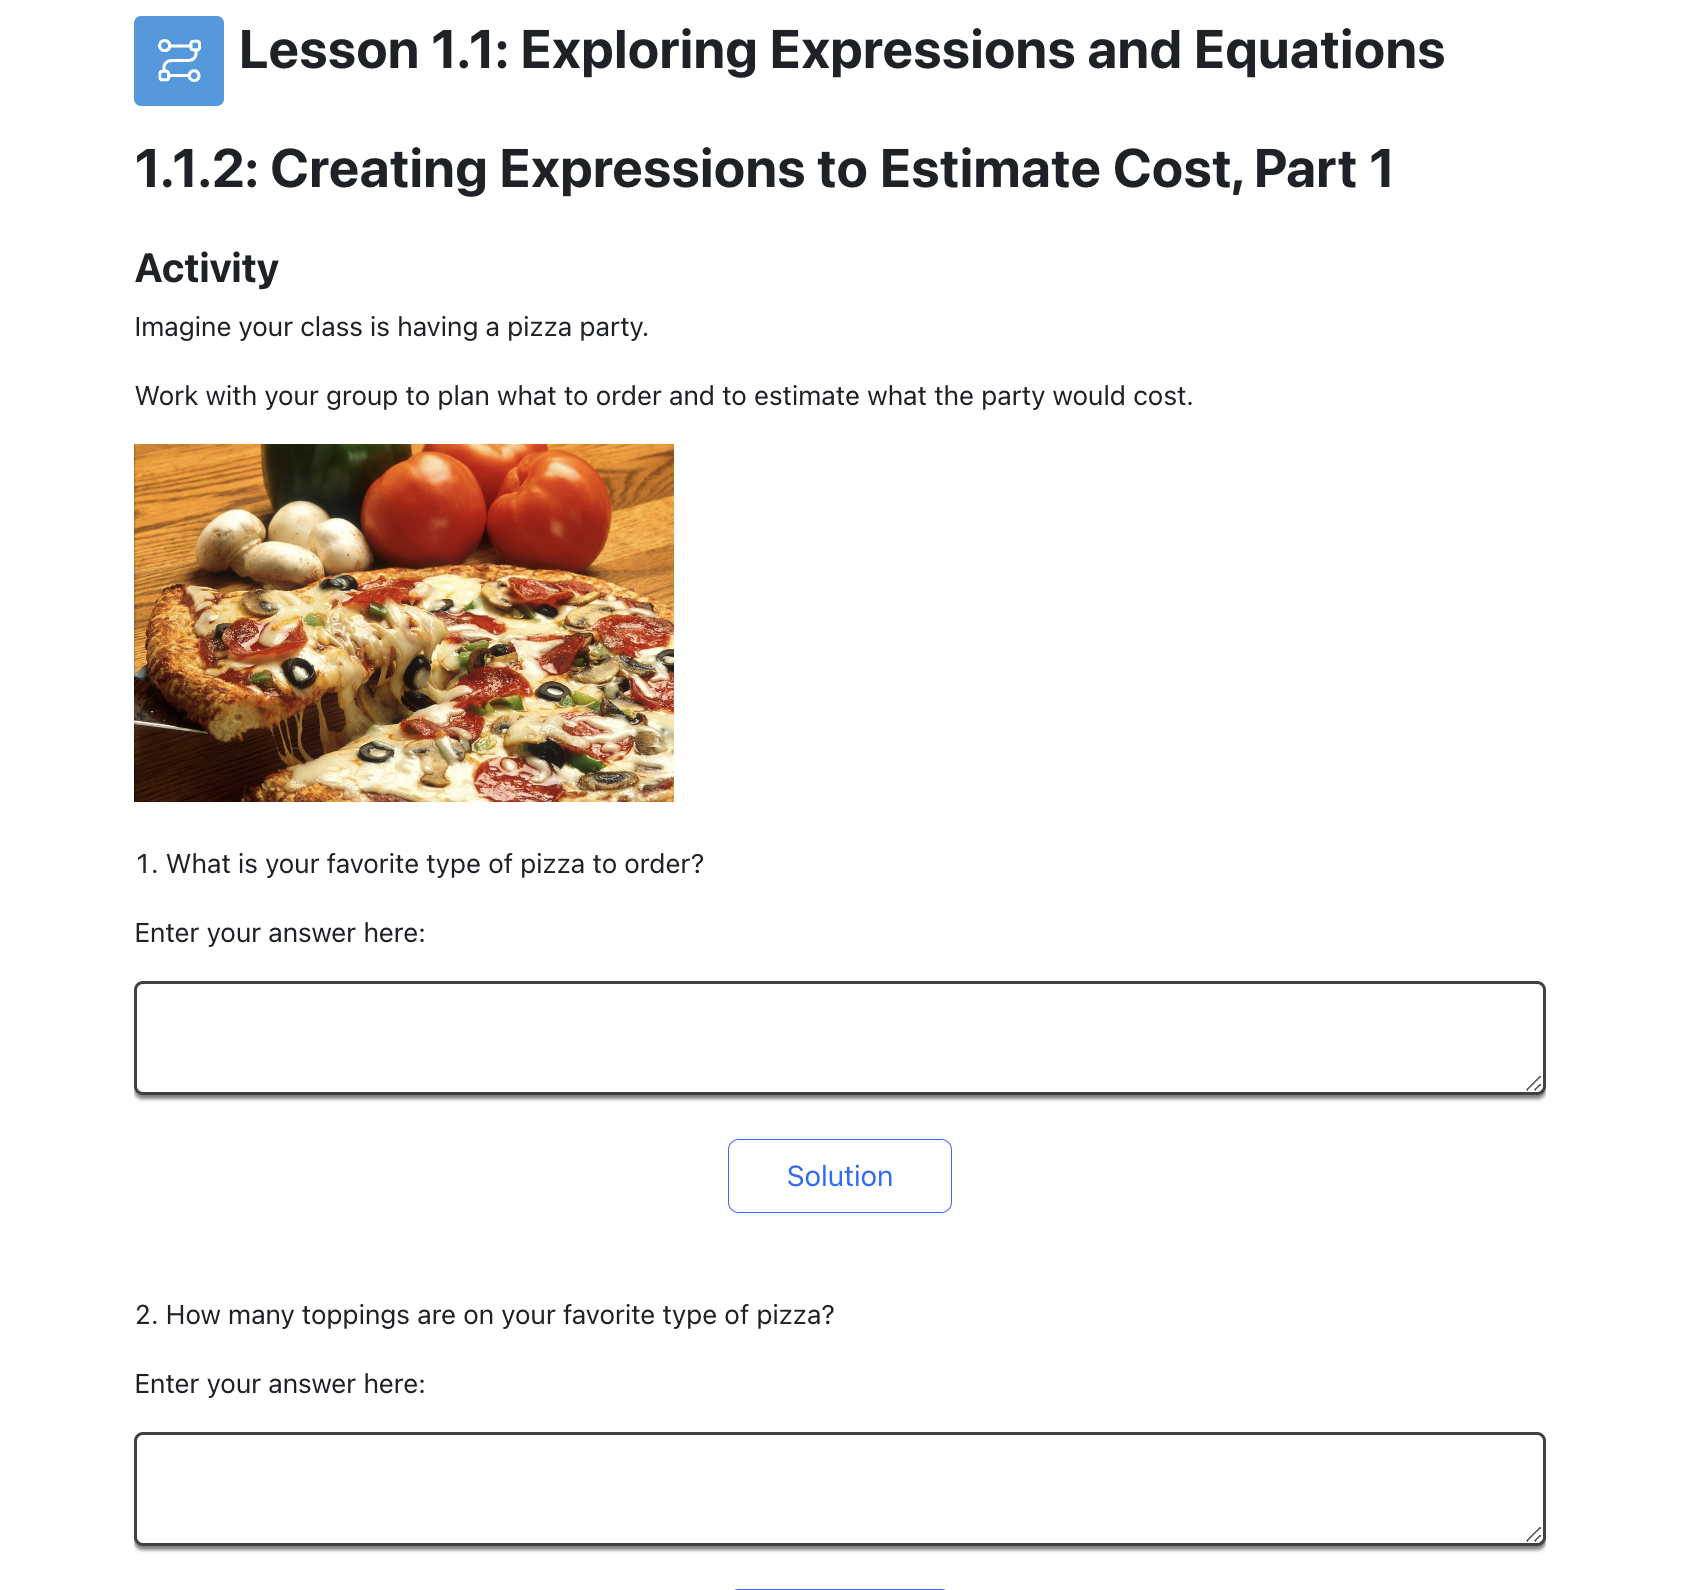 Lesson 1.1: Exploring Expressions and Equations
1.1.2: Creating Expressions to Estimate Cost, Part 1
Activity
Imagine your class is having a pizza party.
Work with your group to plan what to order and to estimate what the party would cost.
1. What is your favorite type of pizza to order?
Enter your answer here:
Solution
2. How many toppings are on your favorite type of pizza?
Enter your answer here: